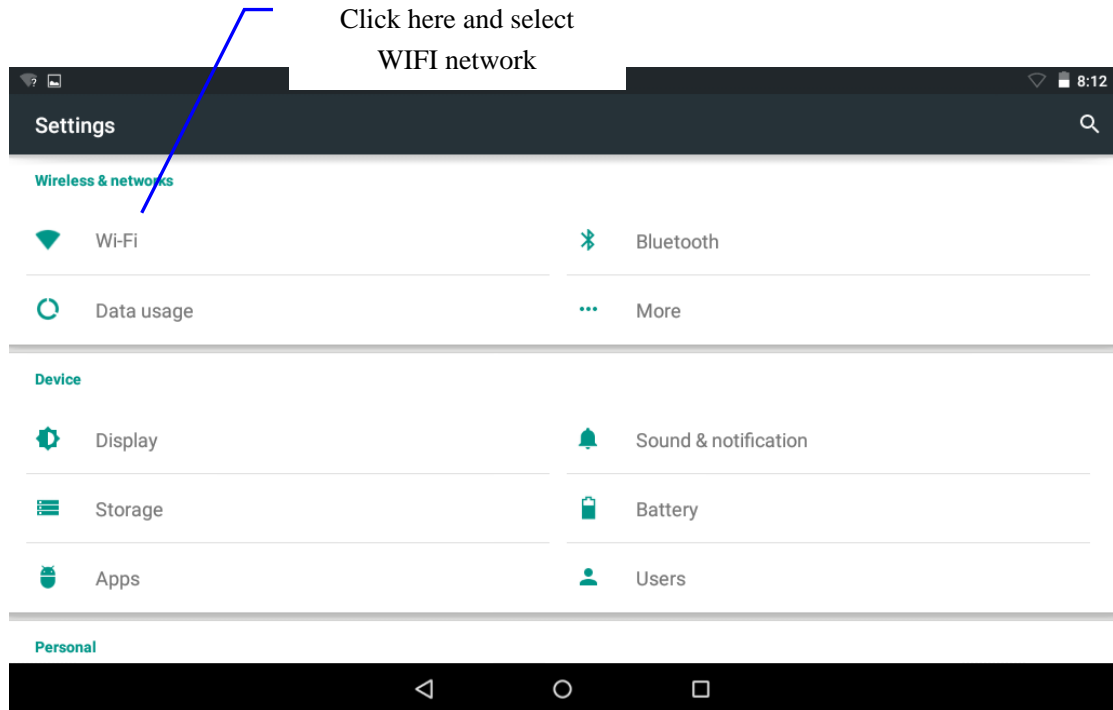 Click here and select
WIFI network
?
8:12
Settings
Wireless & networks
Wi-Fi
Bluetooth
Data usage
More
Device
Display
Sound & notification
Storage
Battery
Apps
Users
Personal